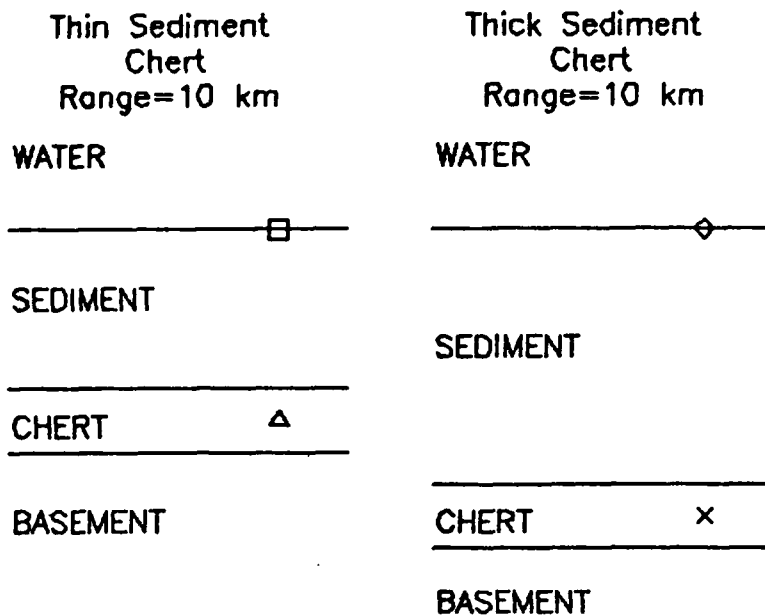 Thin Sediment
Chert
Range=10 km
WATER
SEDIMENT
CHERT
BASEMENT
Thick Sediment
Chert
Range=10 km
WATER
SEDIMENT
CHERT
BASEMENT